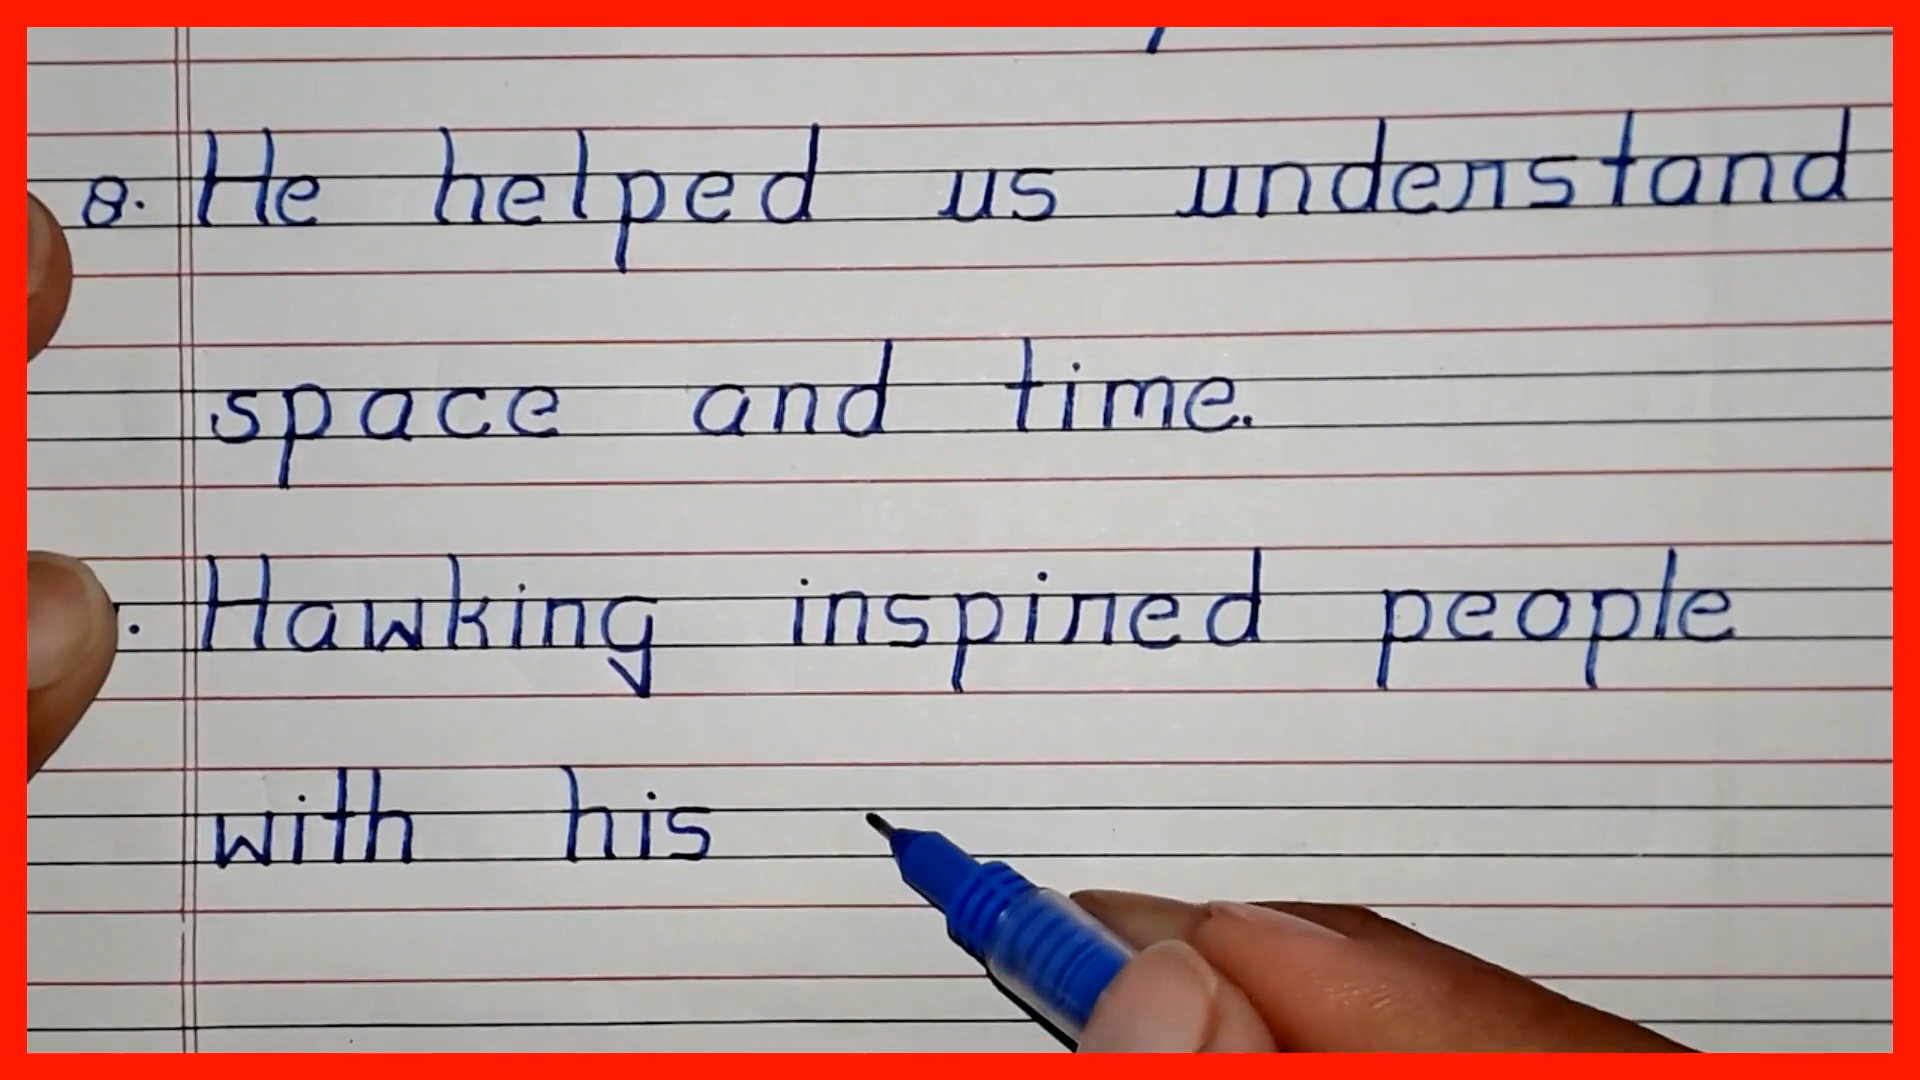 8. He helped us understand
space and time.
. Hawking inspired people
with his